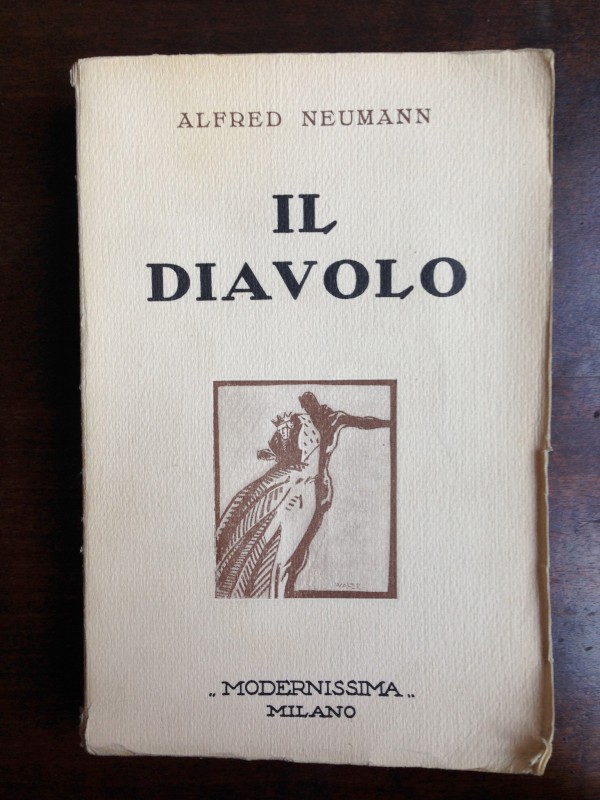 ALFRED NEUMANN
IL
DIAVOLO
„MODERNISSIMA„
MILANO